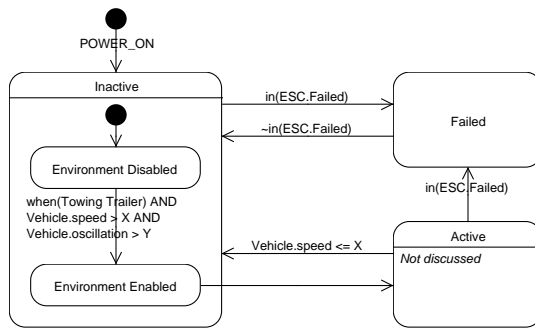 POWER_ON
Inactive
in(ESC.Failed)
~in(ESC.Failed)
Failed
Environment Disabled
in(ESC.Failed)
when(Towing Trailer) AND
Vehicle.speed > X AND
Vehicle.oscillation > Y
Vehicle.speed <= X
Active
Not discussed
Environment Enabled